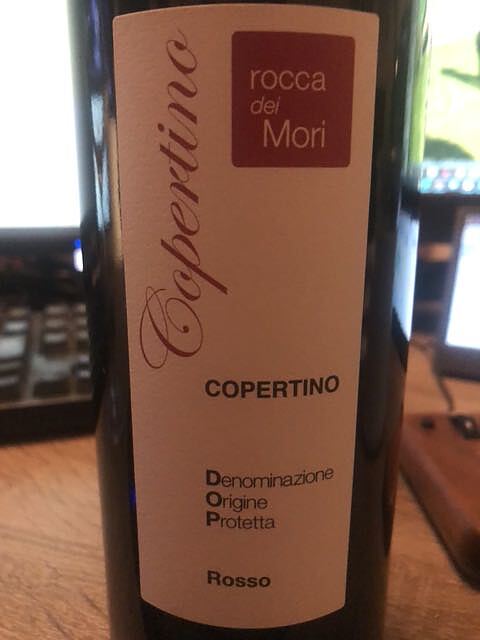 Copertino
rocca
dei
Mori
COPERTINO
Denominazione
Origine
Protetta
Rosso